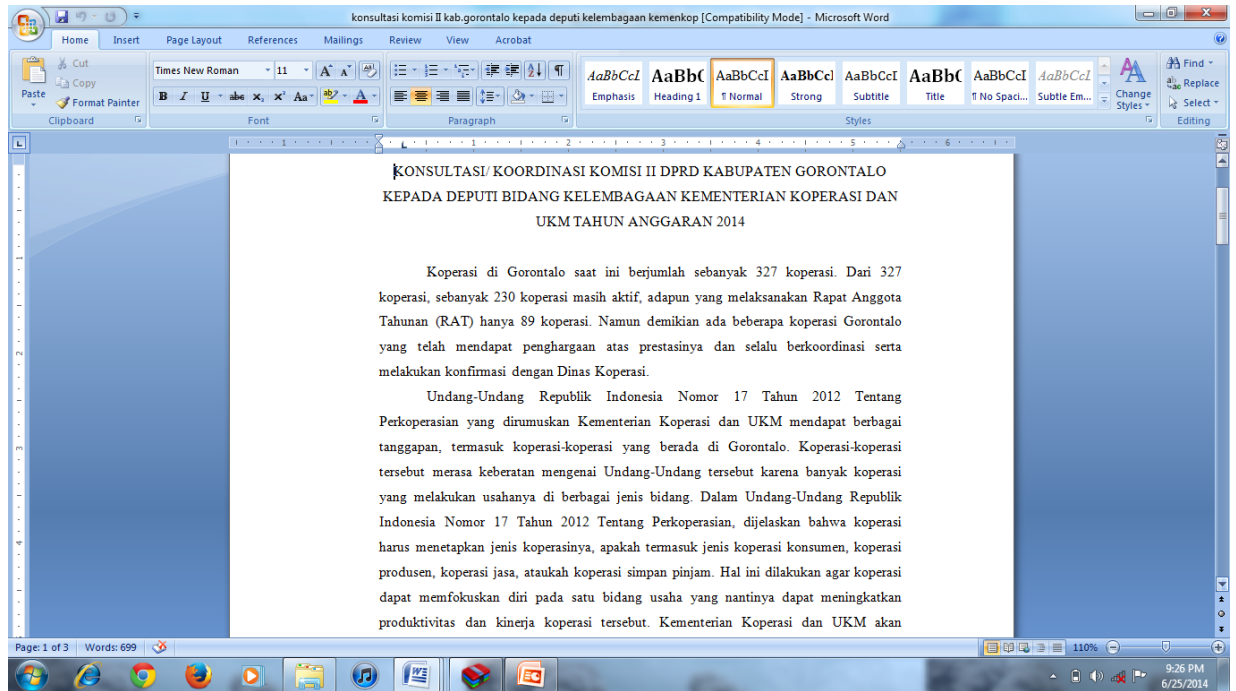 konsultasi komisi II kab.gorontalo kepada deputi kelembagaan kemenkop [Compatibility Mode] - Microsoft Word
Home Insert Page Layout References Mailings Review View Acrobat
Cut
Copy
Format Painter
Paste
Clipboard
Times New Roman 11
Font
Paragraph
AaBbCcL AaBb( AaBbCcI AaBbCc] AaBbCcI AaBb( AaBbCcI AaBbCcI
Emphasis Heading 1 ¶ Normal Strong Subtitle Title ¶ No Spaci... Subtle Em...
Change Styles
Styles
Find
Replace
Select
Editing
KONSULTASI/ KOORDINASI KOMISI II DPRD KABUPATEN GORONTALO
KEPADA DEPUTI BIDANG KELEMBAGAAN KEMENTERIAN KOPERASI DAN
UKM TAHUN ANGGARAN 2014
Koperasi di Gorontalo saat ini berjumlah sebanyak 327 koperasi. Dari 327
koperasi, sebanyak 230 koperasi masih aktif, adapun yang melaksanakan Rapat Anggota
Tahunan (RAT) hanya 89 koperasi. Namun demikian ada beberapa koperasi Gorontalo
yang telah mendapat penghargaan atas prestasinya dan selalu berkoordinasi serta
melakukan konfirmasi dengan Dinas Koperasi.
Undang-Undang Republik Indonesia Nomor 17 Tahun 2012 Tentang
Perkoperasian yang dirumuskan Kementerian Koperasi dan UKM mendapat berbagai
tanggapan, termasuk koperasi-koperasi yang berada di Gorontalo. Koperasi-koperasi
tersebut merasa keberatan mengenai Undang-Undang tersebut karena banyak koperasi
yang melakukan usahanya di berbagai jenis bidang. Dalam Undang-Undang Republik
Indonesia Nomor 17 Tahun 2012 Tentang Perkoperasian, dijelaskan bahwa koperasi
harus menetapkan jenis koperasinya, apakah termasuk jenis koperasi konsumen, koperasi
produsen, koperasi jasa, ataukah koperasi simpan pinjam. Hal ini dilakukan agar koperasi
dapat memfokuskan diri pada satu bidang usaha yang nantinya dapat meningkatkan
produktivitas dan kinerja koperasi tersebut. Kementerian Koperasi dan UKM akan
Page: 1 of 3 Words: 699 110%
9:26 PM
6/25/2014